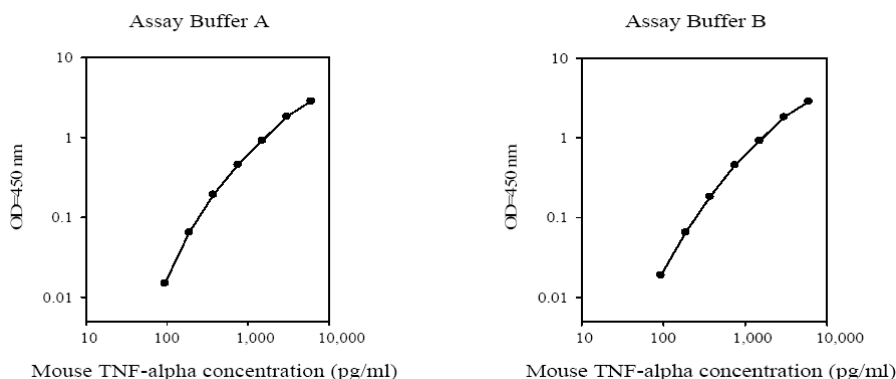 Assay Buffer A
10
1
0.1
0.01
OD=450 nm
10 100 1,000 10,000
Mouse TNF-alpha concentration (pg/ml)
Assay Buffer B
10
1
0.1
0.01
OD=450 nm
10 100 1,000 10,000
Mouse TNF-alpha concentration (pg/ml)